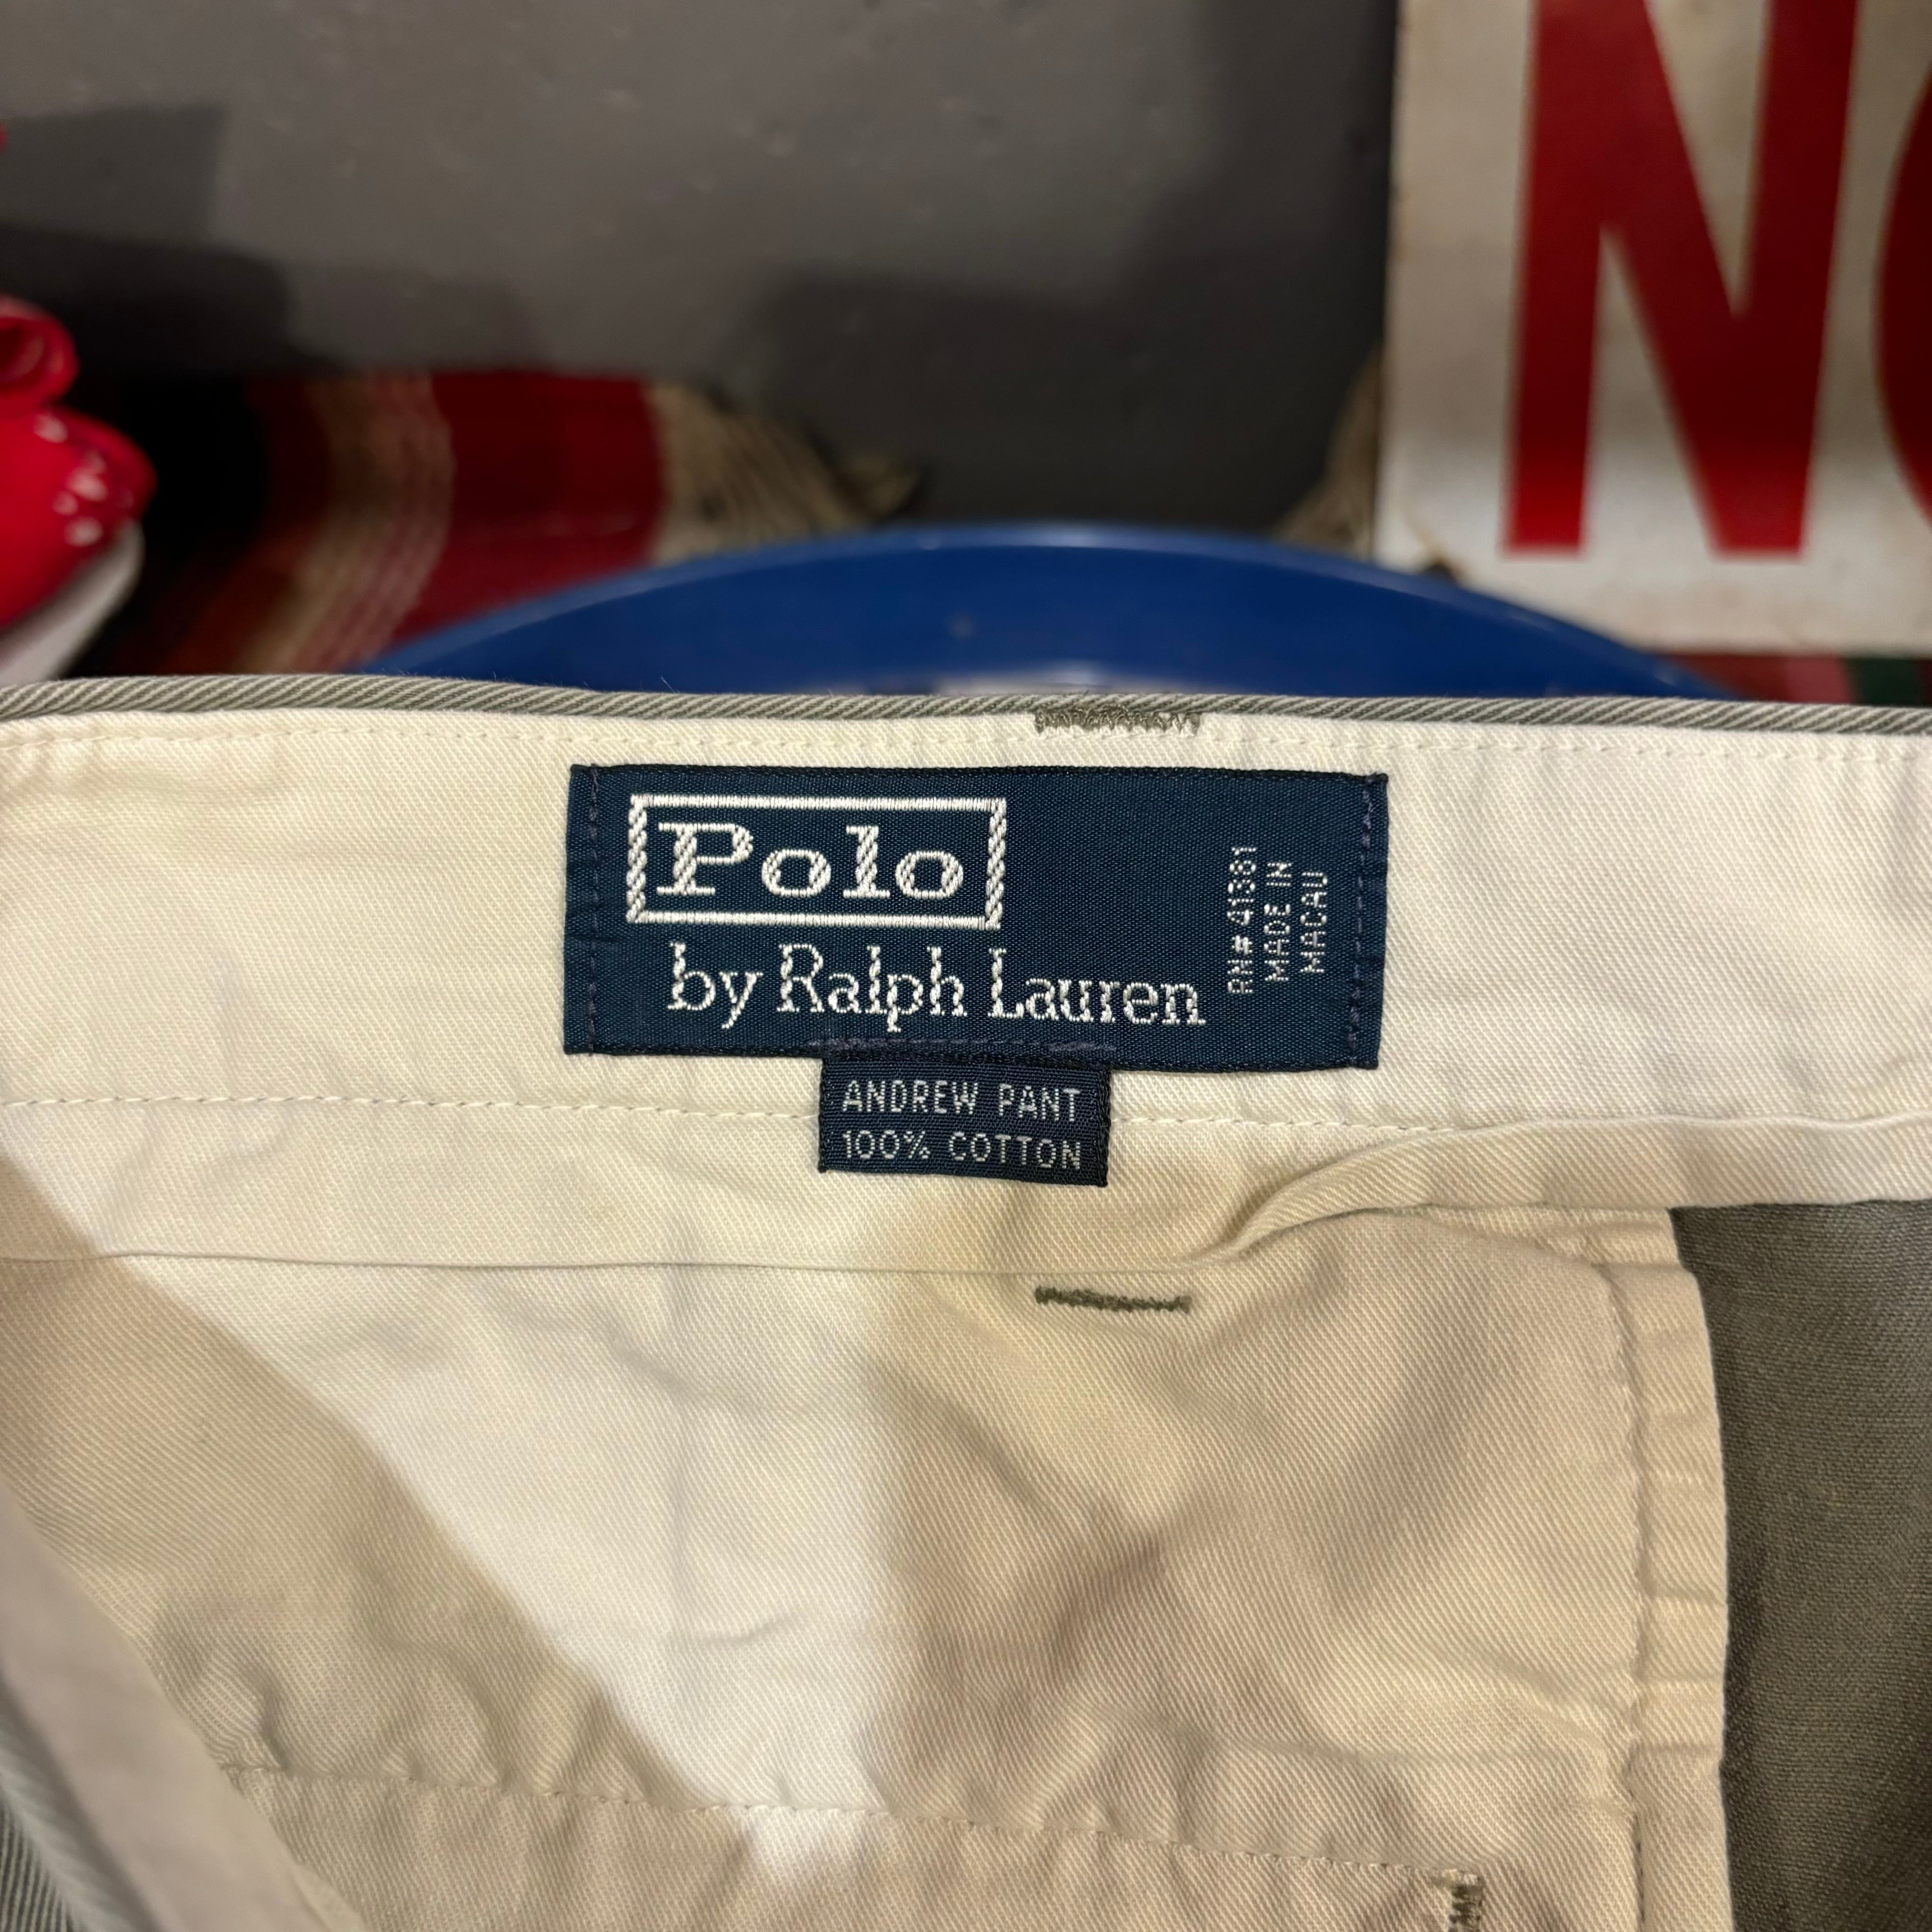 Polo
by Ralph Lauren
RN# 41381
MADE IN
MACAU
ANDREW PANT
100% COTTON